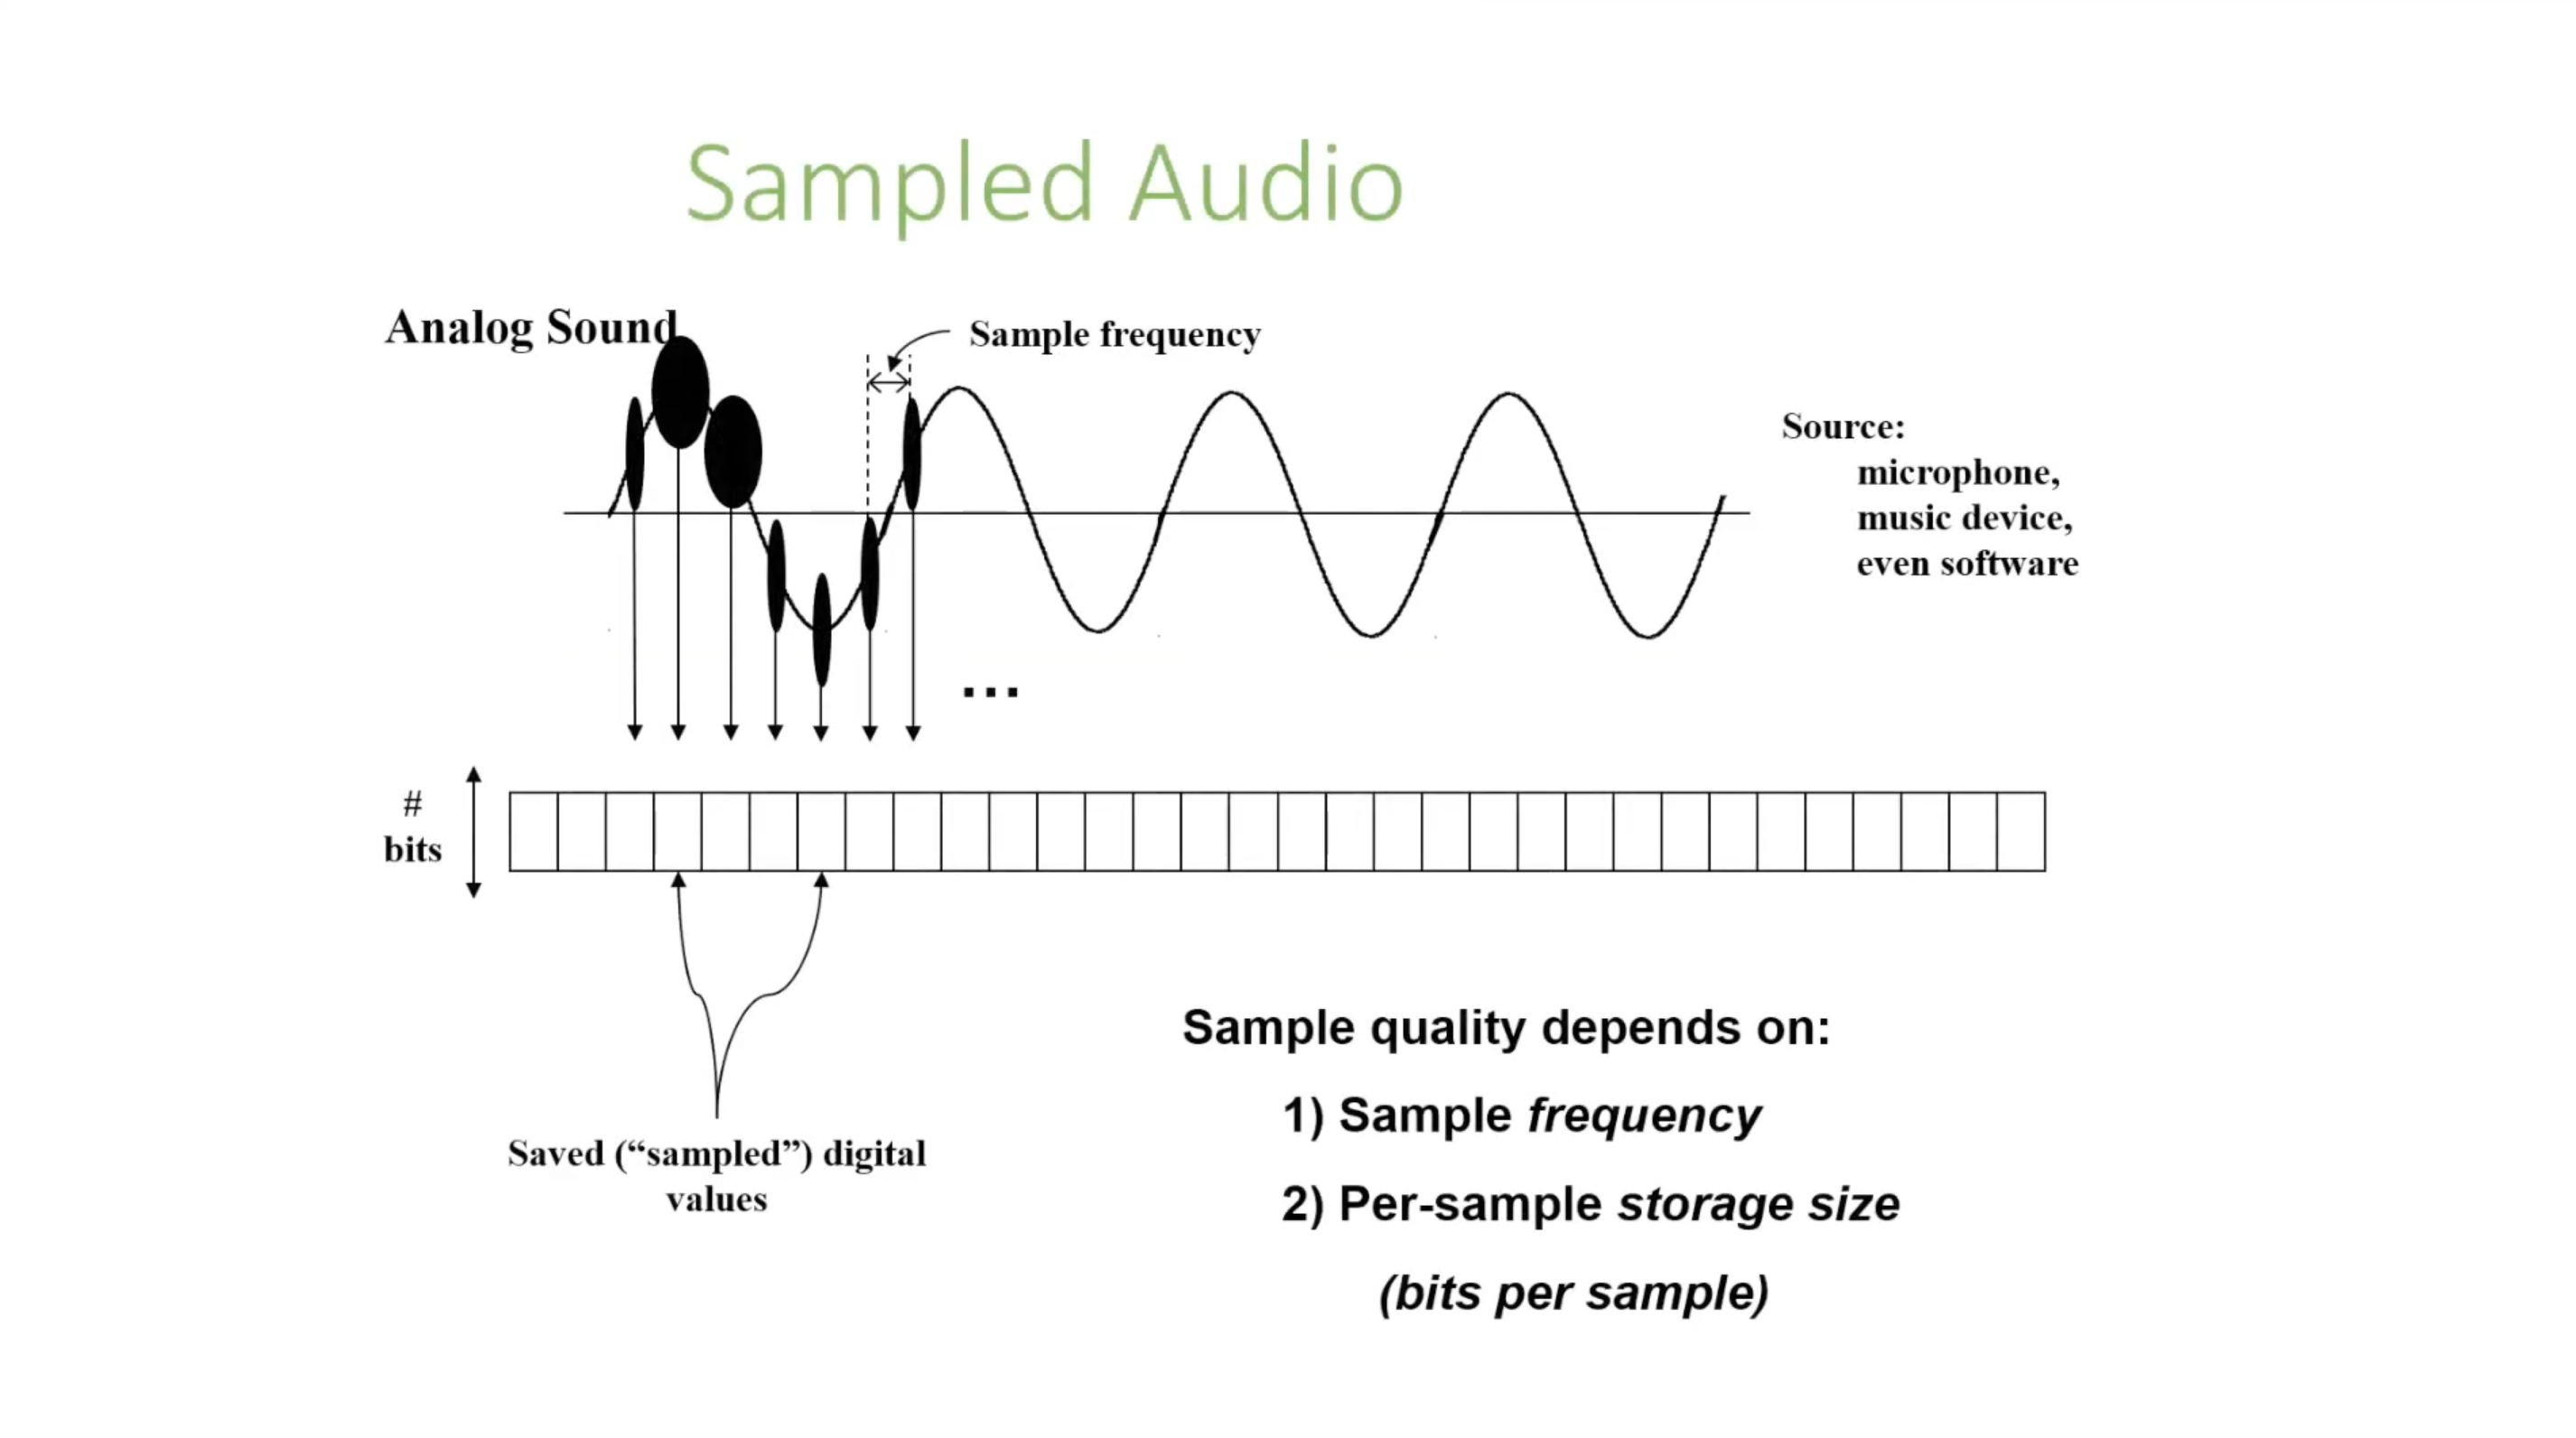 Sampled Audio
Analog Sound
Sample frequency
Source:
microphone,
music device,
even software
...
#
bits
Saved (“sampled”) digital
values
Sample quality depends on:
1) Sample frequency
2) Per-sample storage size
(bits per sample)